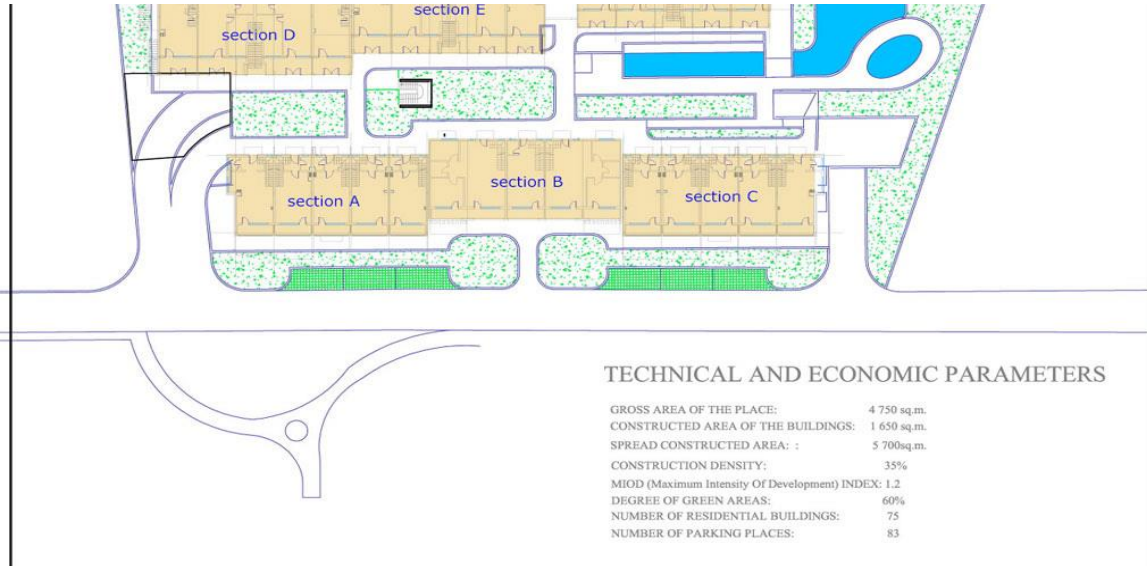 section E
section D
section B
section A
section C
TECHNICAL AND ECONOMIC PARAMETERS
GROSS AREA OF THE PLACE: 4 750 sq.m.
CONSTRUCTED AREA OF THE BUILDINGS: 1 650 sq.m.
SPREAD CONSTRUCTED AREA: : 5 700sq.m.
CONSTRUCTION DENSITY: 35%
MIOD (Maximum Intensity Of Development) INDEX: 1.2
DEGREE OF GREEN AREAS: 60%
NUMBER OF RESIDENTIAL BUILDINGS: 75
NUMBER OF PARKING PLACES: 83